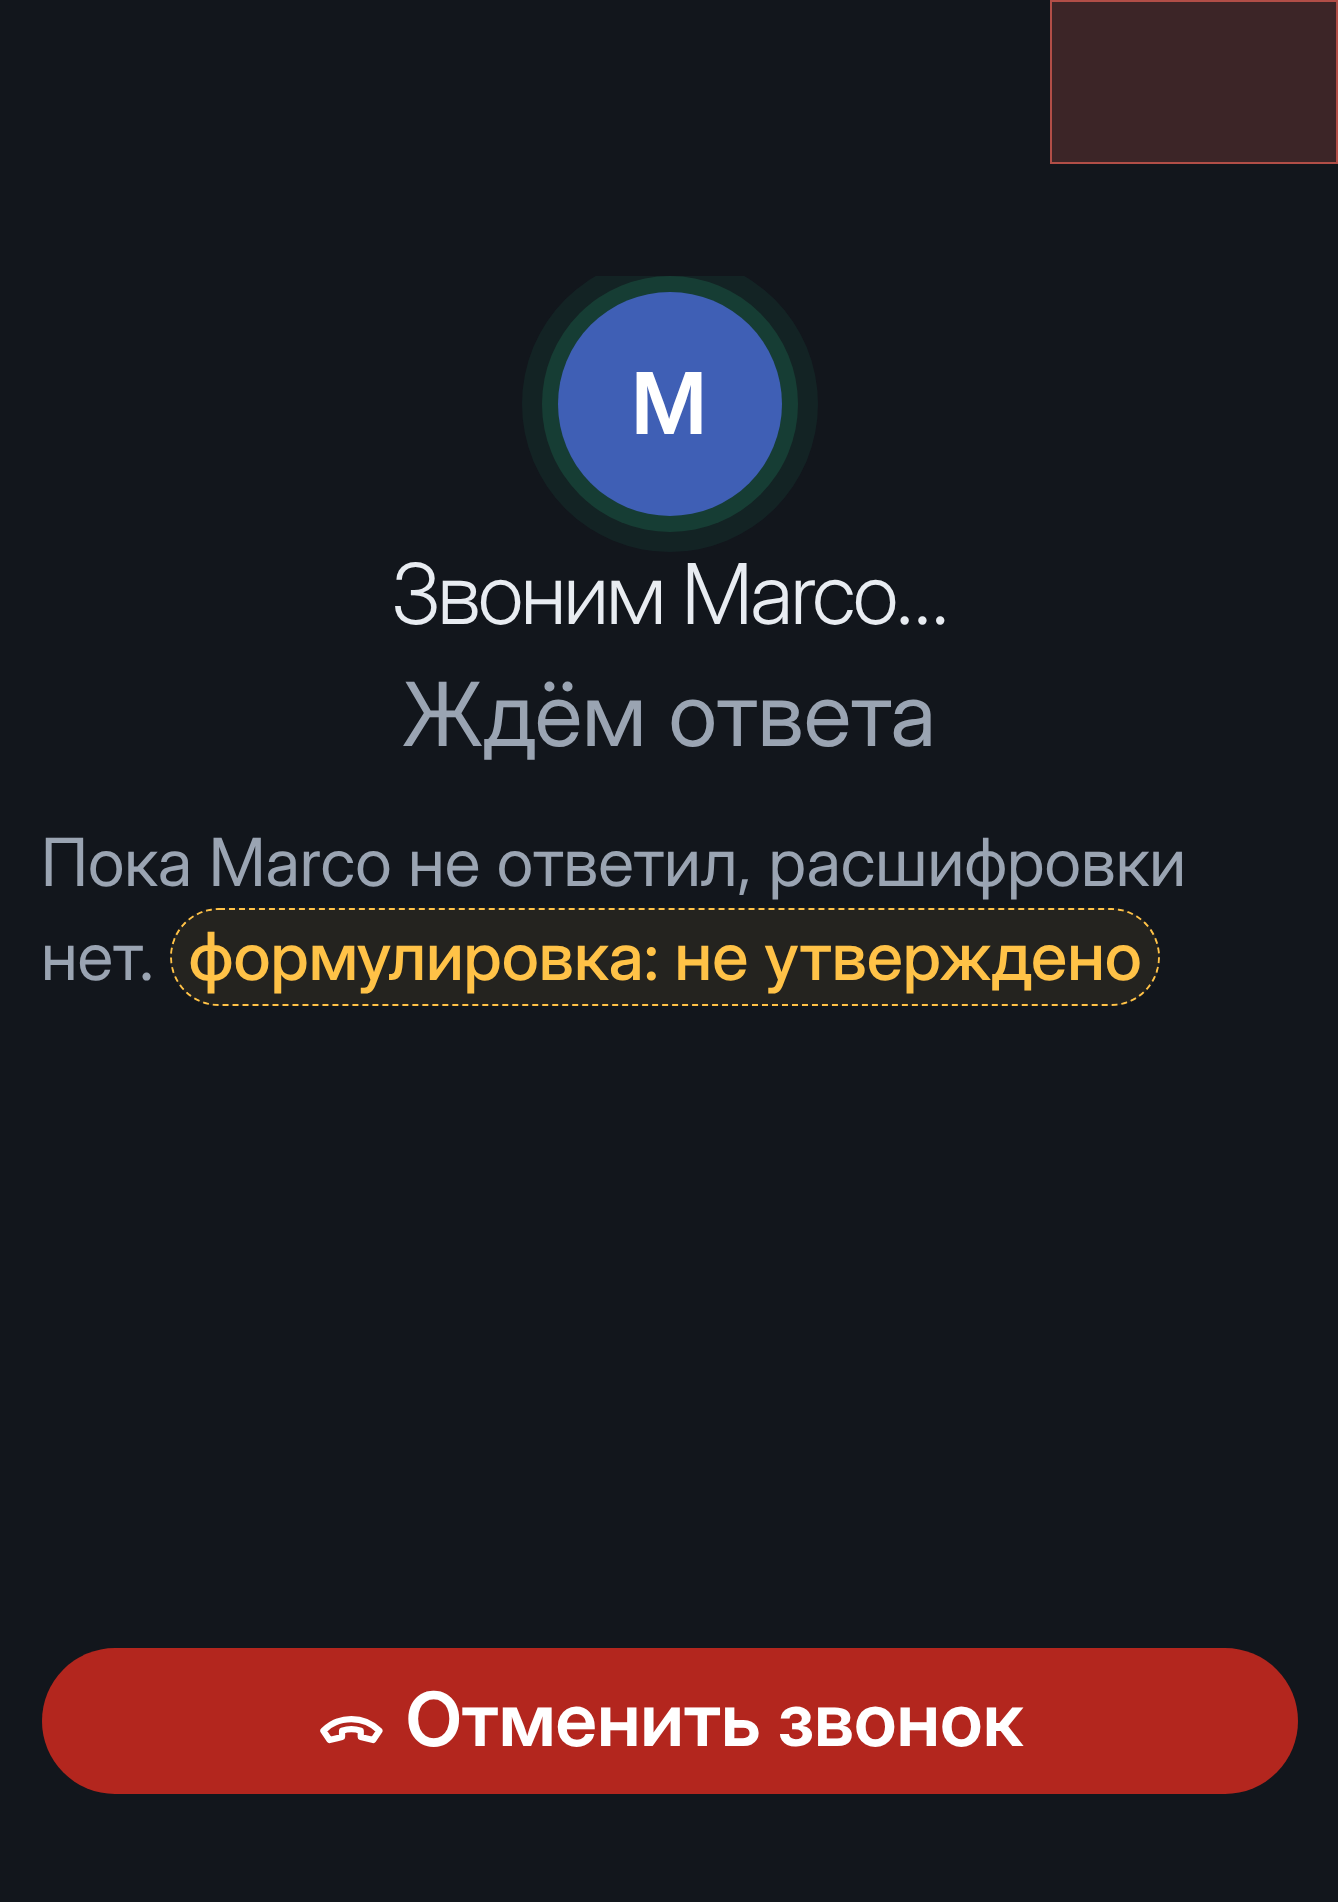 M
Звоним Marco...
Ждём ответа
Пока Marco не ответил, расшифровки
нет. формулировка: не утверждено
Отменить звонок